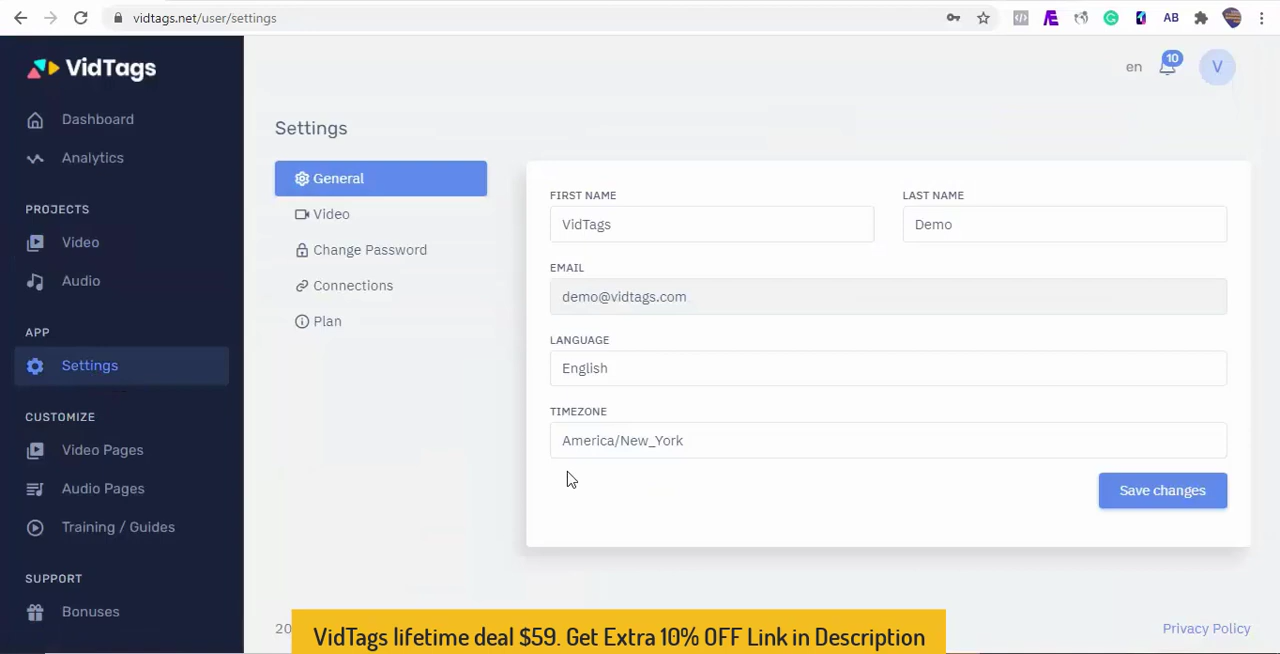 vidtags.net/user/settings
AB
VidTags
en
10
V
Dashboard
Analytics
PROJECTS
Video
Audio
APP
Settings
CUSTOMIZE
Video Pages
Audio Pages
Training / Guides
SUPPORT
Bonuses
Settings
General
Video
Change Password
Connections
Plan
FIRST NAME
VidTags
LAST NAME
Demo
EMAIL
demo@vidtags.com
LANGUAGE
English
TIMEZONE
America/New_York
Save changes
20
Privacy Policy
VidTags lifetime deal $59. Get Extra 10% OFF Link in Description